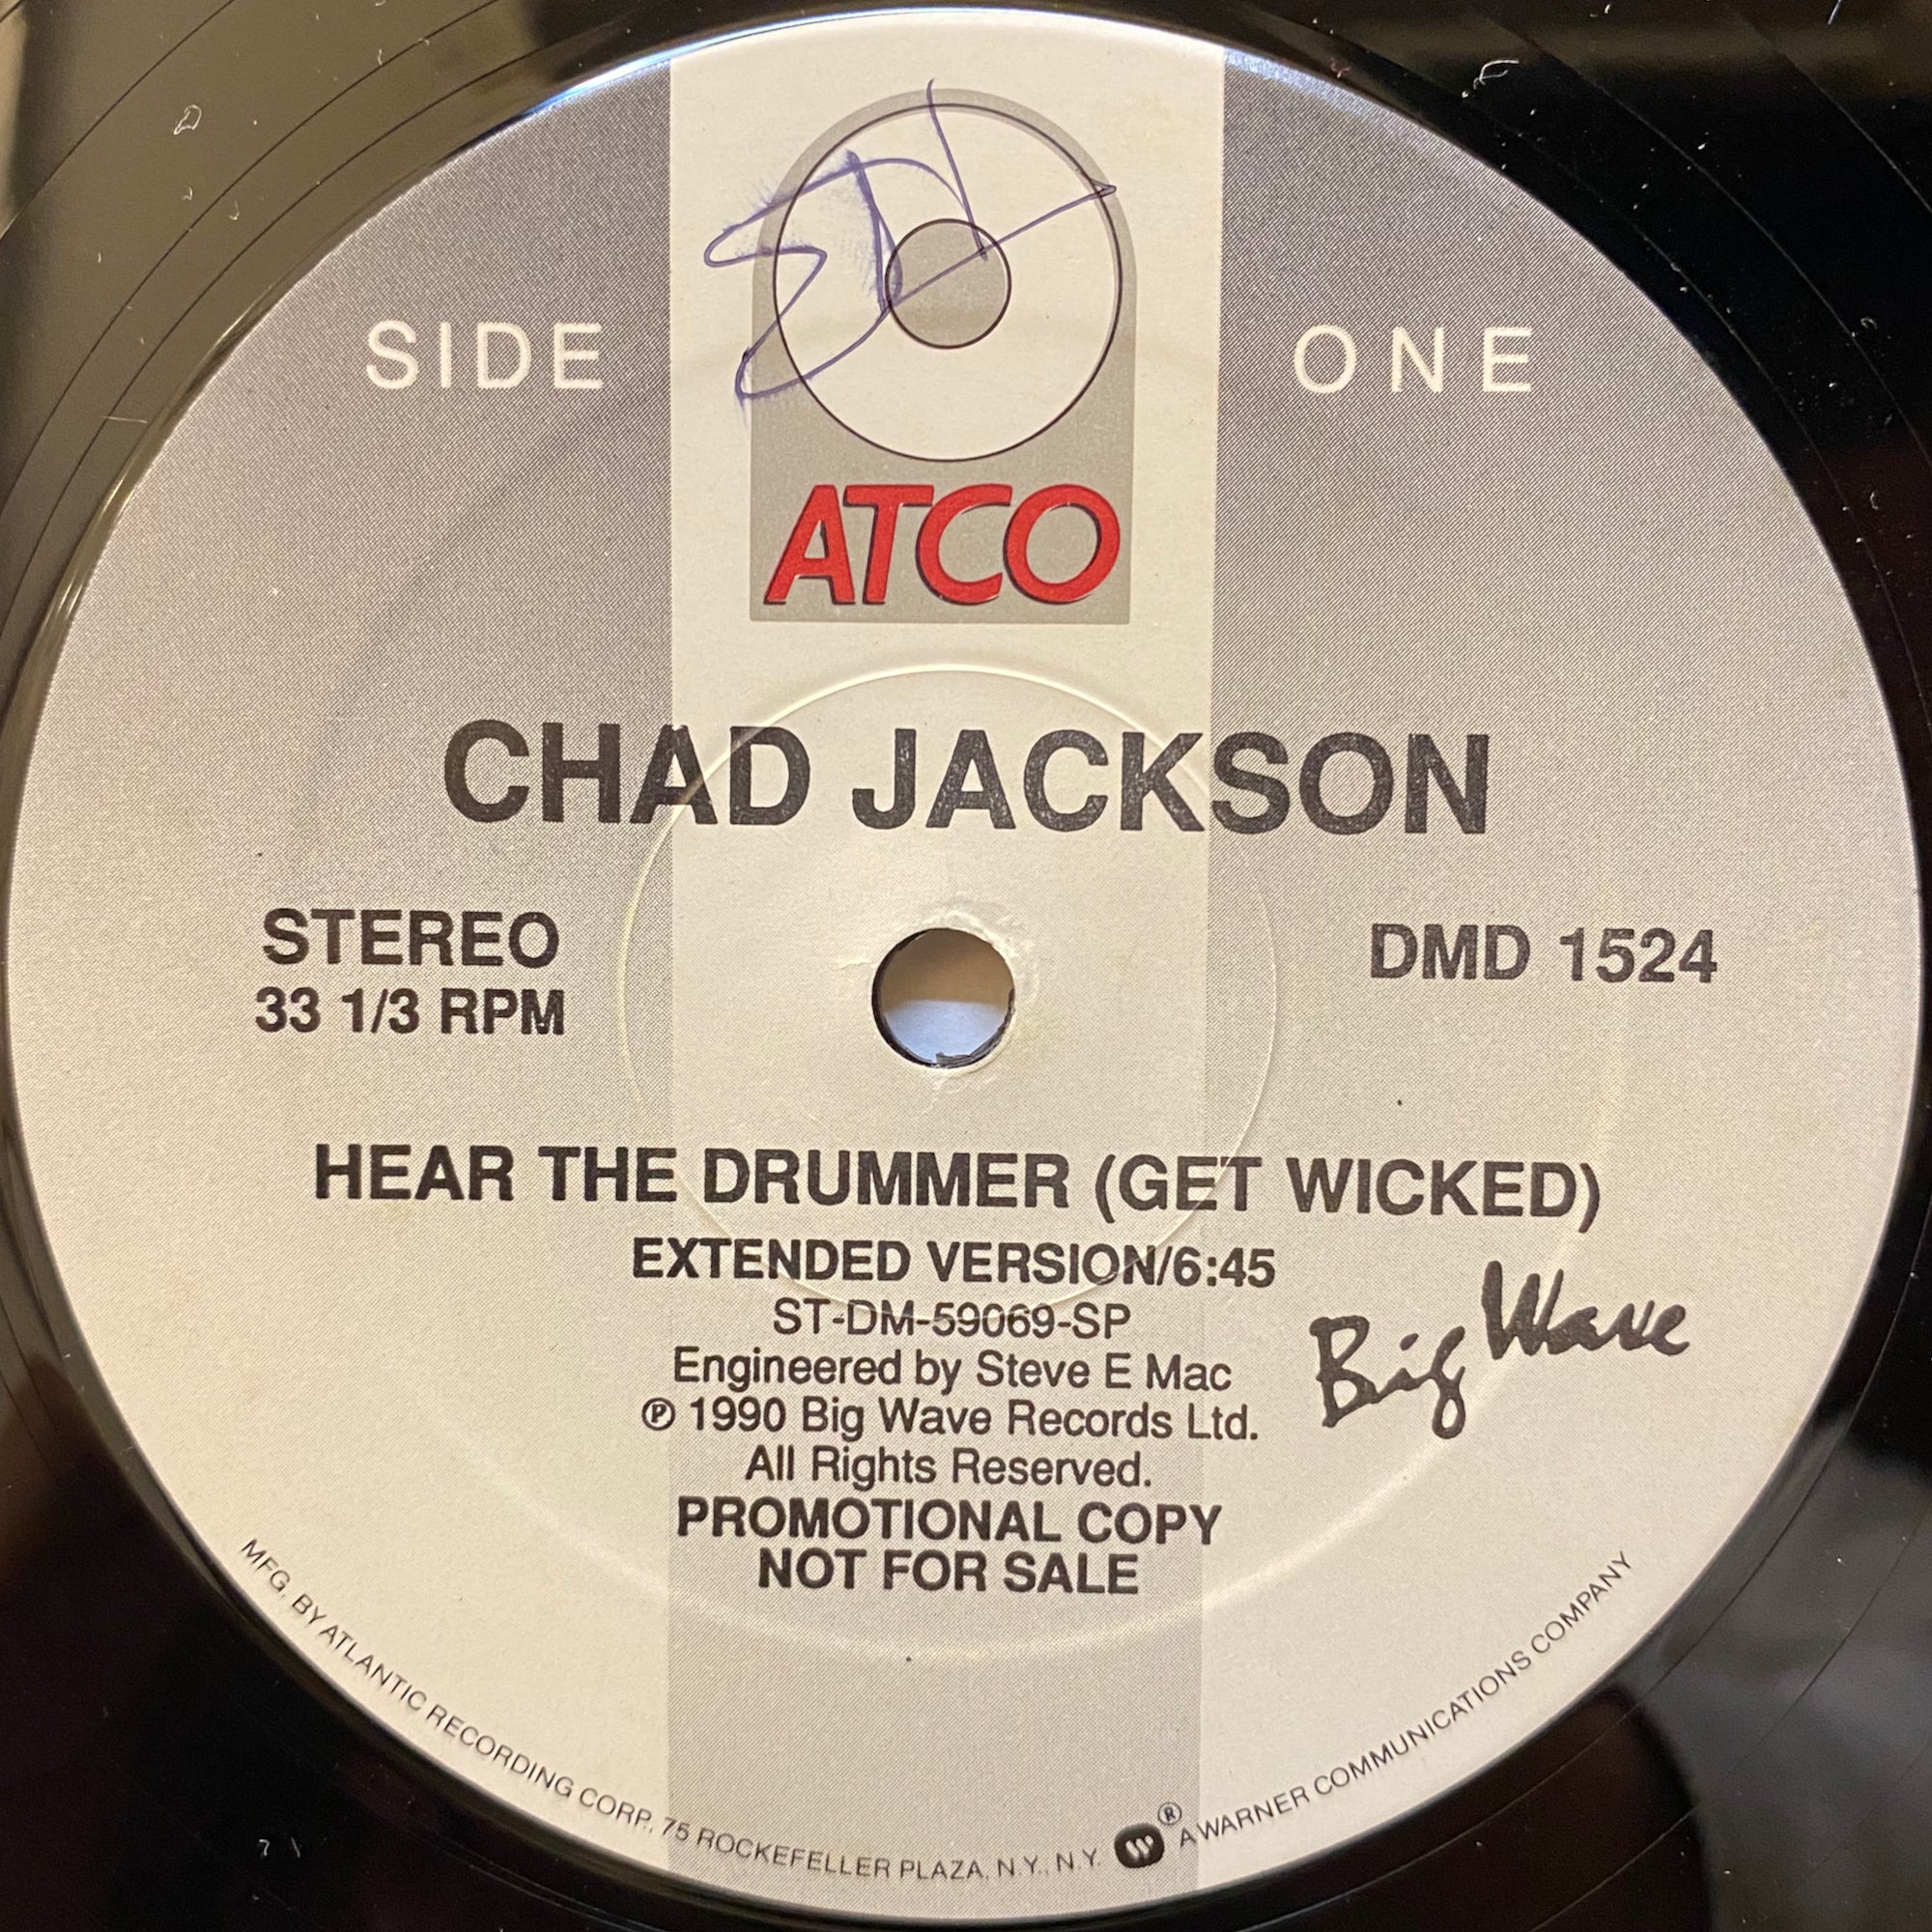 SIDE ONE
ATCO
CHAD JACKSON
STEREO
33 1/3 RPM
DMD 1524
HEAR THE DRUMMER (GET WICKED)
EXTENDED VERSION/6:45
ST-DM-59069-SP
Engineered by Steve E Mac
℗ 1990 Big Wave Records Ltd.
All Rights Reserved.
Big Wave
PROMOTIONAL COPY
NOT FOR SALE
MFG. BY ATLANTIC RECORDING CORP., 75 ROCKEFELLER PLAZA, N.Y., N.Y. W ® A WARNER COMMUNICATIONS COMPANY